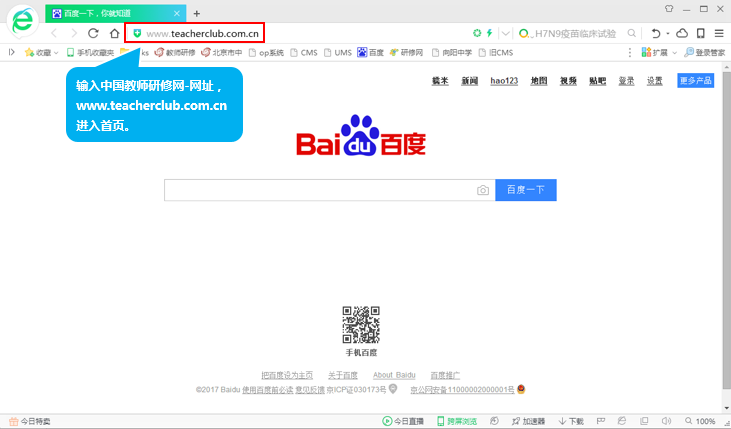 百度一下，你就知道
www.teacherclub.com.cn
H7N9疫苗临床试验
收藏 手机收藏夹 ks 教师研修 北京市中 op系统 CMS UMS 百度 研修网 向阳中学 旧CMS 扩展 登录管家
输入中国教师研修网-网址，
www.teacherclub.com.cn
进入首页。
糯米 新闻 hao123 地图 视频 贴吧 登录 设置 更多产品
Bai du 百度
百度一下
手机百度
把百度设为主页 关于百度 About Baidu 百度推广
©2017 Baidu 使用百度前必读 意见反馈 京ICP证030173号 京公网安备11000002000001号
今日特卖 今日直播 跨屏浏览 加速器 下载 100%